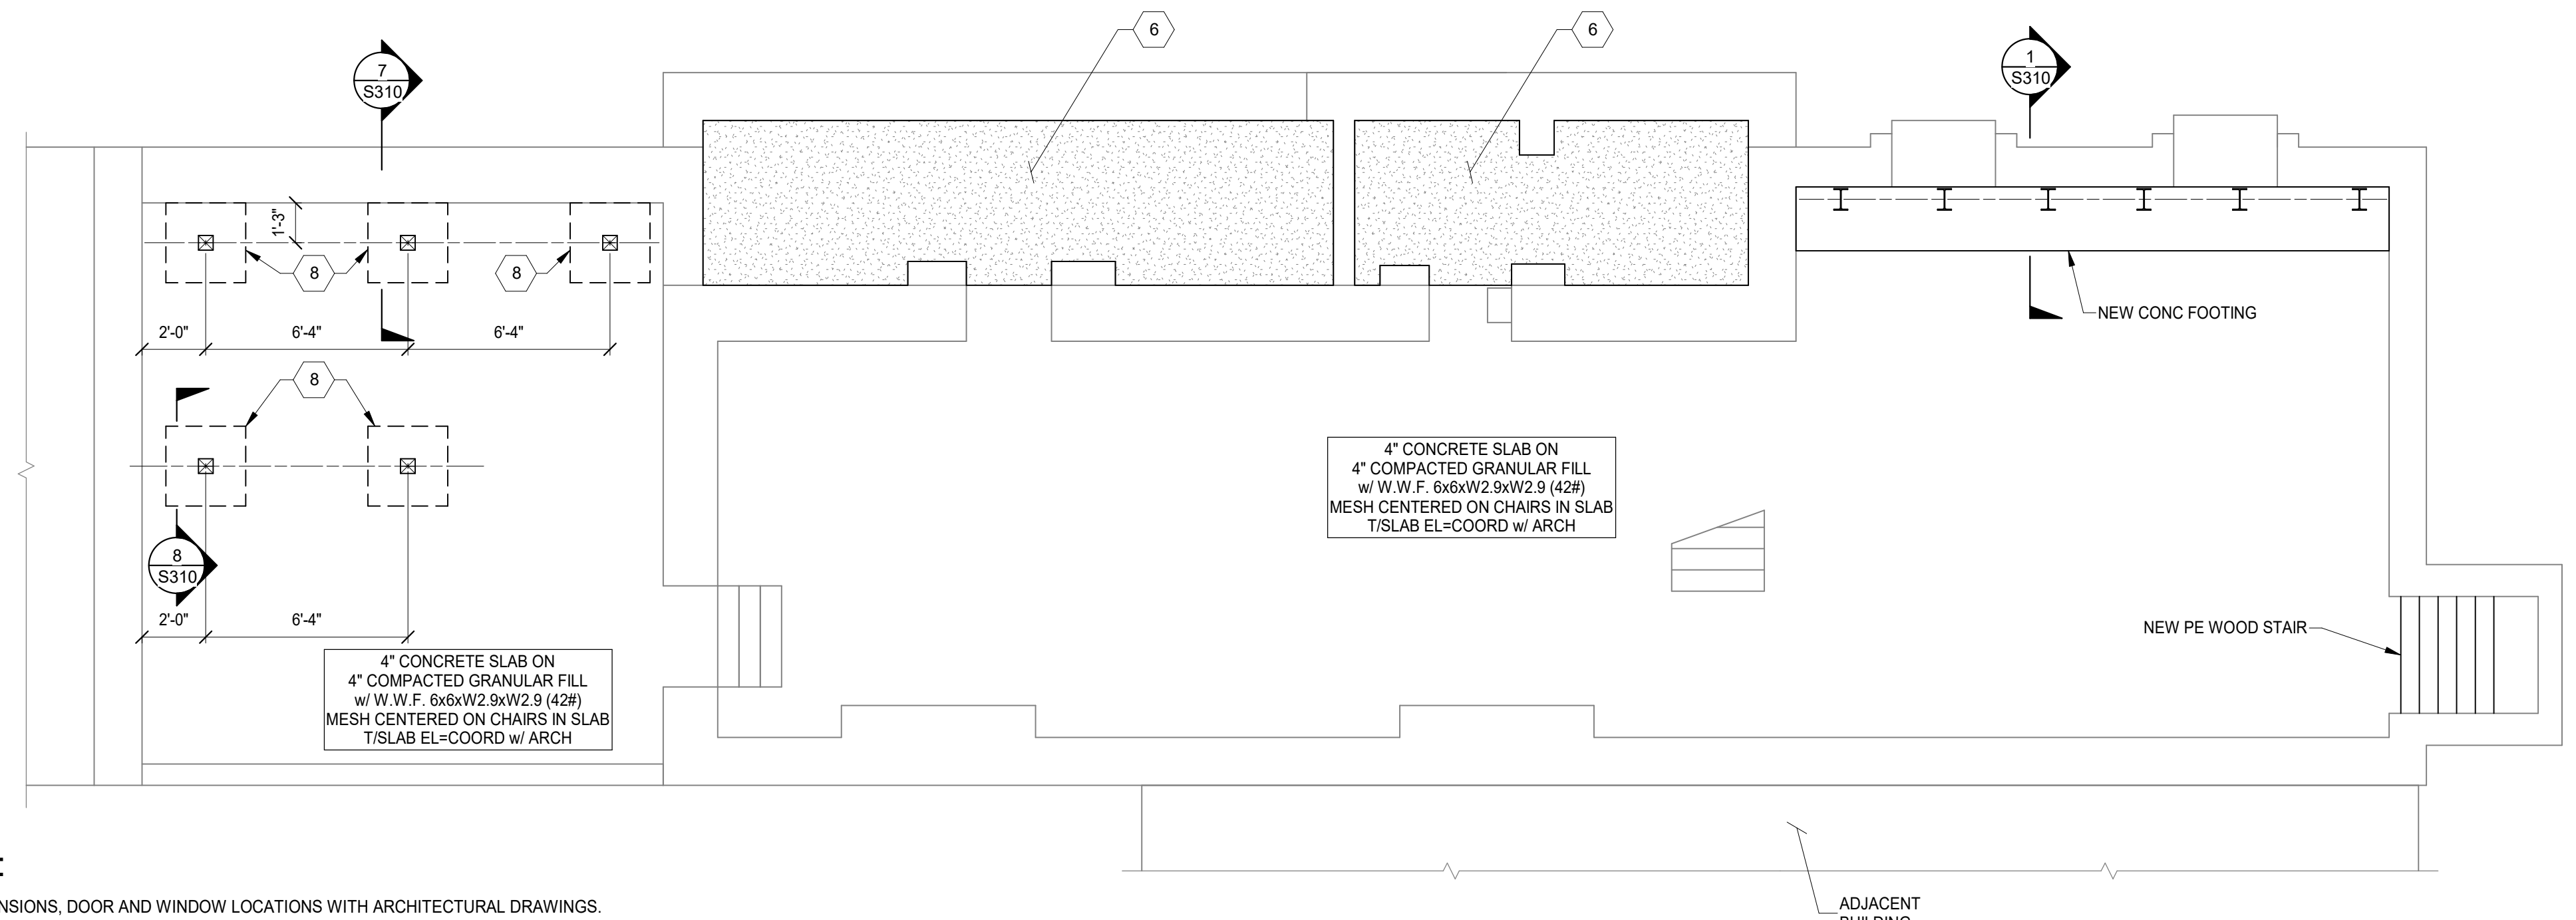 6
6
7
S310
1
S310
1'-3"
8
8
2'-0"
6'-4"
6'-4"
NEW CONC FOOTING
8
4" CONCRETE SLAB ON
4" COMPACTED GRANULAR FILL
w/ W.W.F. 6x6xW2.9xW2.9 (42#)
MESH CENTERED ON CHAIRS IN SLAB
T/SLAB EL=COORD w/ ARCH
8
S310
2'-0"
6'-4"
NEW PE WOOD STAIR
4" CONCRETE SLAB ON
4" COMPACTED GRANULAR FILL
w/ W.W.F. 6x6xW2.9xW2.9 (42#)
MESH CENTERED ON CHAIRS IN SLAB
T/SLAB EL=COORD w/ ARCH
DOOR AND WINDOW LOCATIONS WITH ARCHITECTURAL DRAWINGS.
ADJACENT